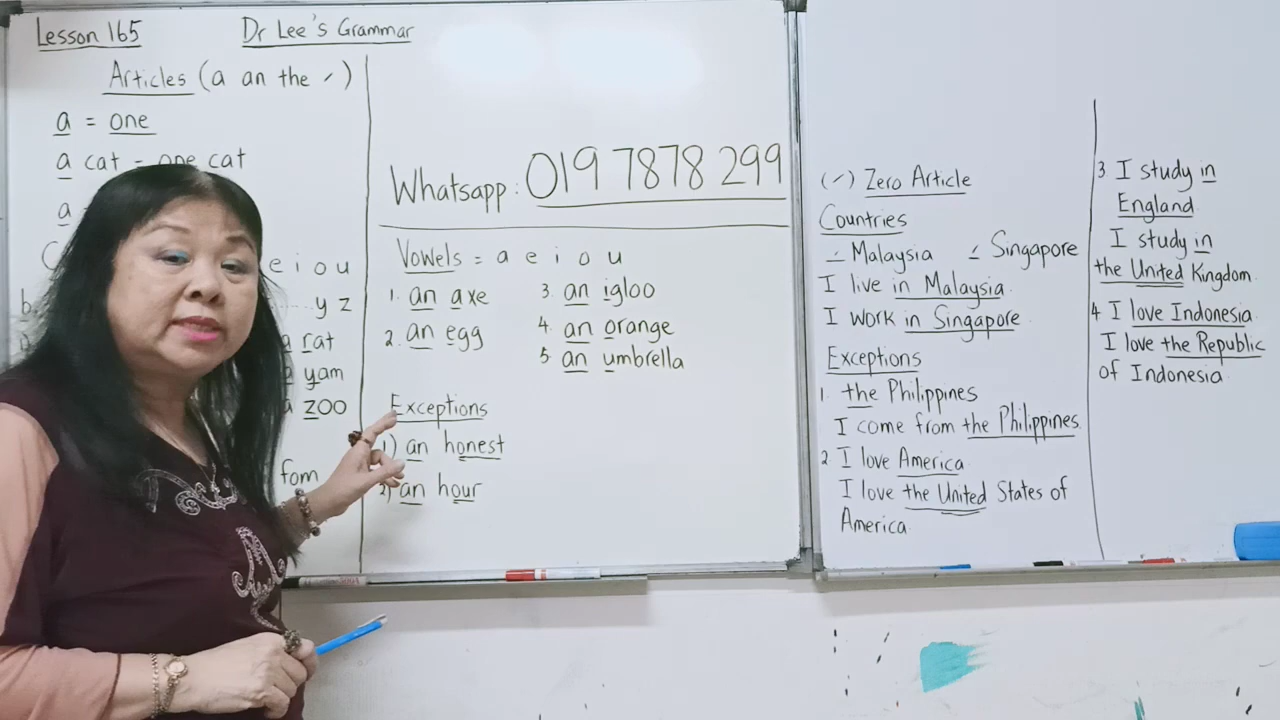 Lesson 165
Dr Lee's Grammar
Articles (a an the ✓)
a = one
a cat = one cat
a
e i o u
y z
rat
yam
zoo
fom
Whatsapp: 019 7878 299
Vowels = a e i o u
1. an axe
2. an egg
3. an igloo
4. an orange
5. an umbrella
Exceptions
1) an honest
2) an hour
(✓) Zero Article
Countries
✓ Malaysia ✓ Singapore
I live in Malaysia.
I work in Singapore
Exceptions
1. the Philippines
I come from the Philippines.
2 I love America.
I love the United States of
America.
3 I study in
England.
I study in
the United Kingdom.
4 I love Indonesia.
I love the Republic
of Indonesia.